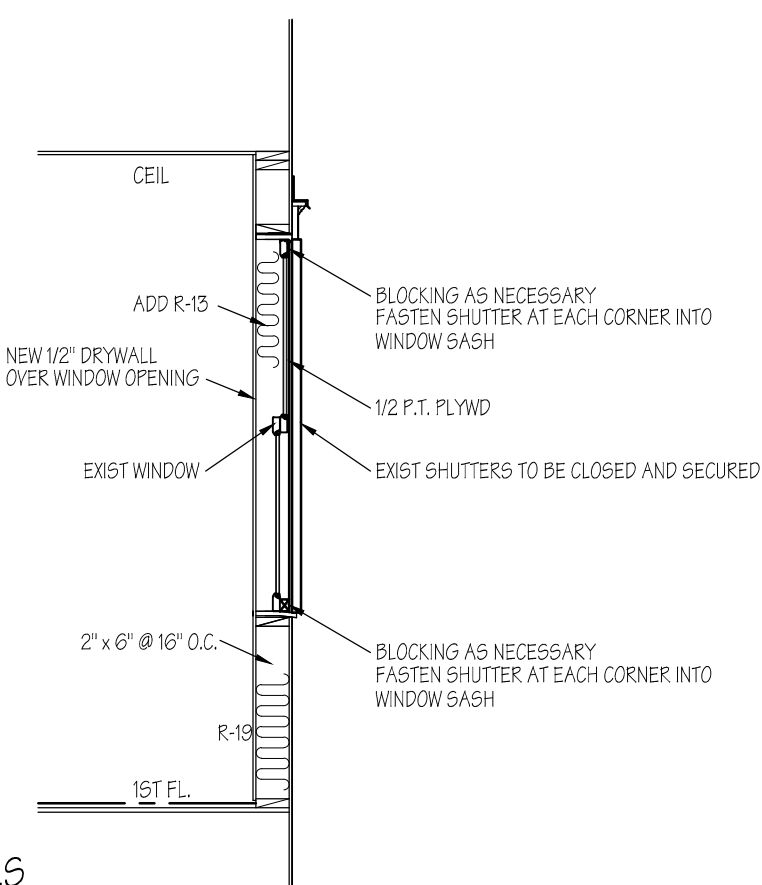 CEIL
BLOCKING AS NECESSARY
FASTEN SHUTTER AT EACH CORNER INTO
WINDOW SASH
ADD R-13
NEW 1/2" DRYWALL
OVER WINDOW OPENING
1/2 P.T. PLYWD
EXIST WINDOW
EXIST SHUTTERS TO BE CLOSED AND SECURED
2" x 6" @ 16" O.C.
BLOCKING AS NECESSARY
FASTEN SHUTTER AT EACH CORNER INTO
WINDOW SASH
R-19
1ST FL.